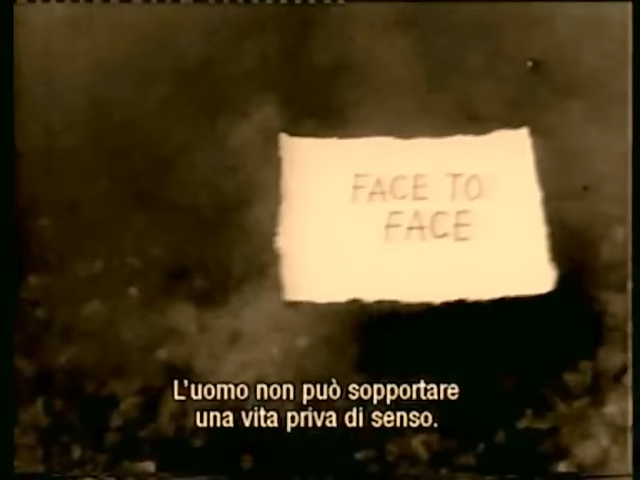 FACE TO
FACE
L'uomo non può sopportare
una vita priva di senso.